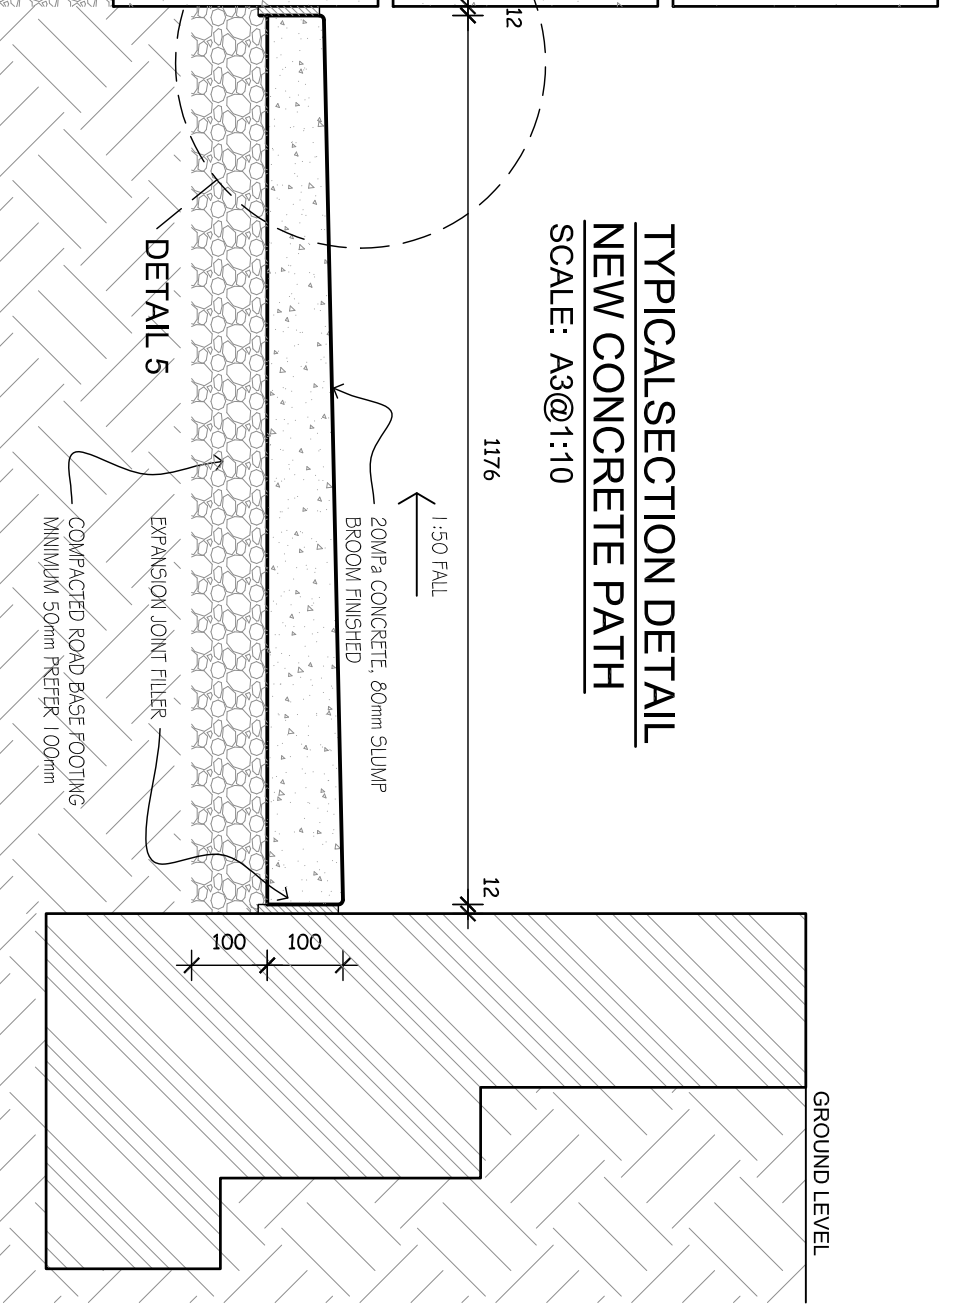 TYPICALSECTION DETAIL
NEW CONCRETE PATH
SCALE: A3@1:10
12
1176
12
1:50 FALL
20MPa CONCRETE, 80mm SLUMP
BROOM FINISHED
DETAIL 5
EXPANSION JOINT FILLER
COMPACTED ROAD BASE FOOTING
MINIMUM 50mm PREFER 100mm
100
100
GROUND LEVEL